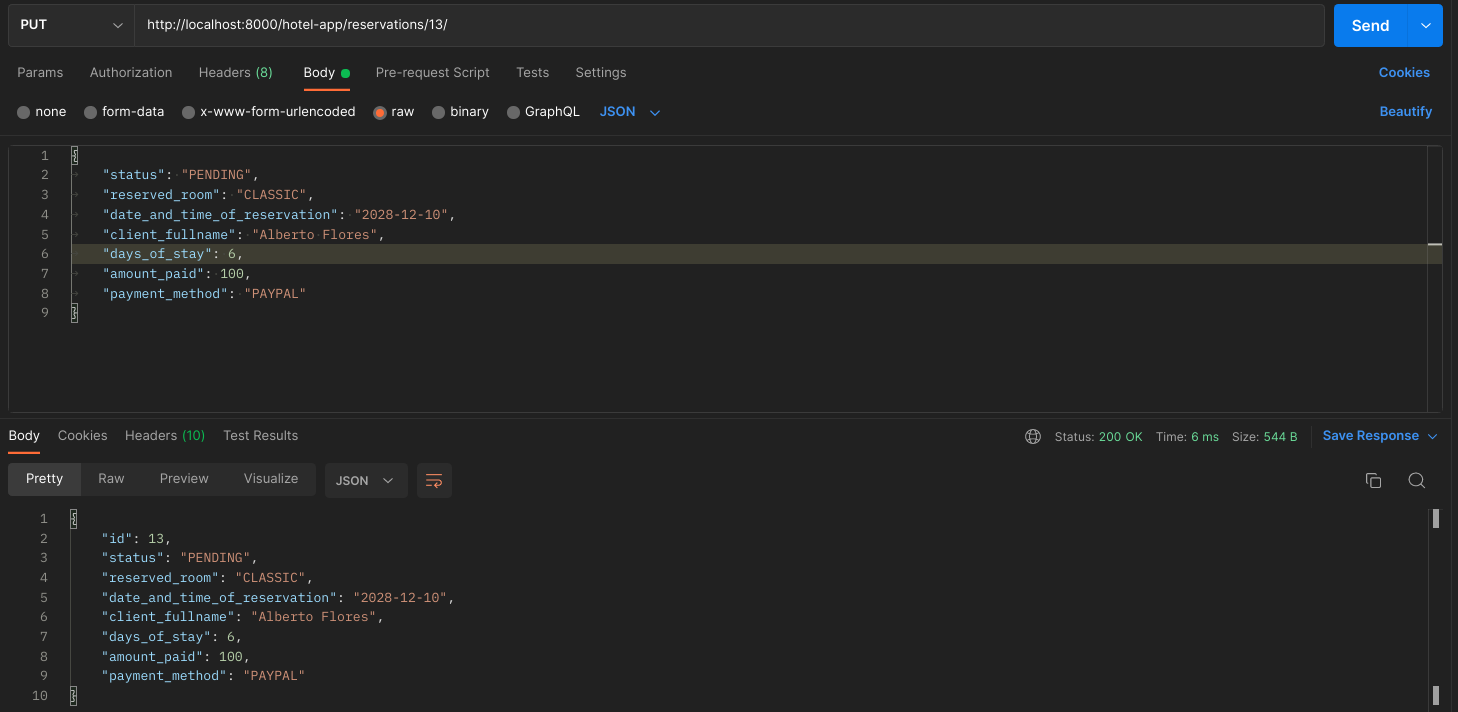 PUT http://localhost:8000/hotel-app/reservations/13/ Send
Params Authorization Headers (8) Body Pre-request Script Tests Settings Cookies
none form-data x-www-form-urlencoded raw binary GraphQL JSON Beautify
1 {
2 "status": "PENDING",
3 "reserved_room": "CLASSIC",
4 "date_and_time_of_reservation": "2028-12-10",
5 "client_fullname": "Alberto Flores",
6 "days_of_stay": 6,
7 "amount_paid": 100,
8 "payment_method": "PAYPAL"
9 }
Body Cookies Headers (10) Test Results Status: 200 OK Time: 6 ms Size: 544 B Save Response
Pretty Raw Preview Visualize JSON
1 {
2 "id": 13,
3 "status": "PENDING",
4 "reserved_room": "CLASSIC",
5 "date_and_time_of_reservation": "2028-12-10",
6 "client_fullname": "Alberto Flores",
7 "days_of_stay": 6,
8 "amount_paid": 100,
9 "payment_method": "PAYPAL"
10 }